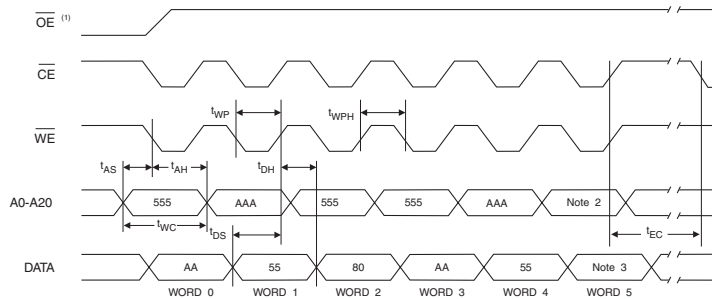 OE (1)
CE
tWP
tWPH
WE
tAS
tAH
tDH
A0-A20
555
AAA
555
555
AAA
Note 2
tWC
tDS
tEC
DATA
AA
55
80
AA
55
Note 3
WORD 0
WORD 1
WORD 2
WORD 3
WORD 4
WORD 5